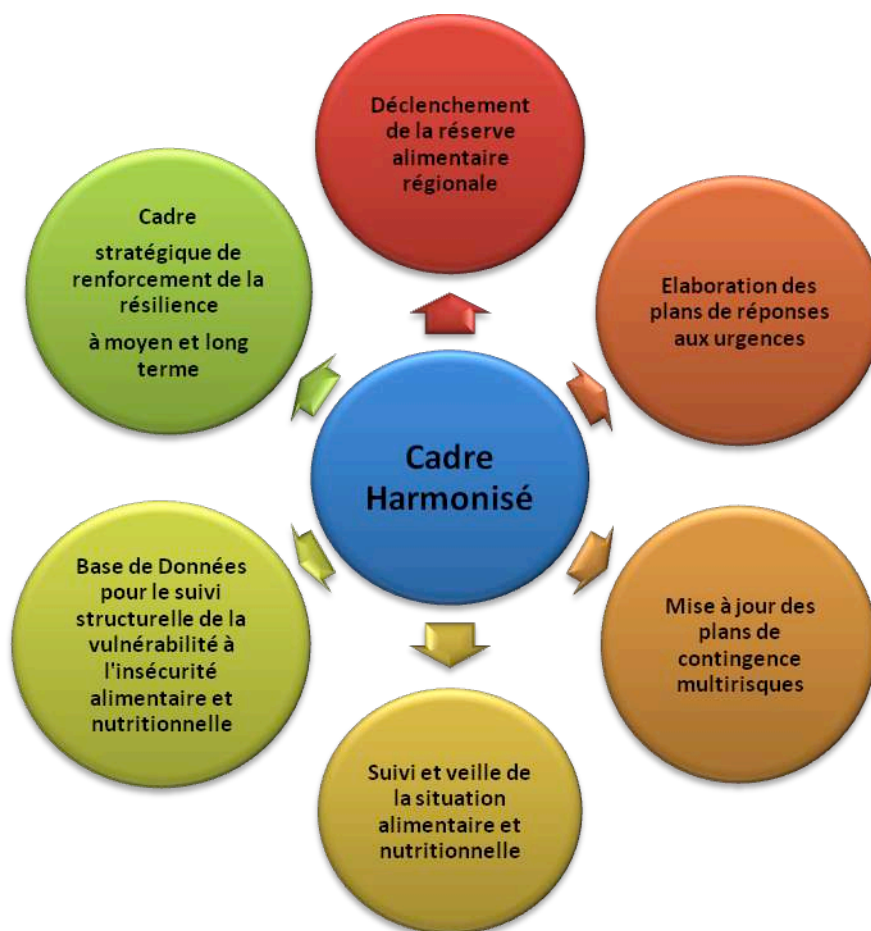 Déclenchement
de la réserve
alimentaire
régionale
Cadre
stratégique de
renforcement de la
résilience
à moyen et long
terme
Elaboration des
plans de réponses
aux urgences
Cadre
Harmonisé
Base de Données
pour le suivi
structurelle de la
vulnérabilité à
l'insécurité
alimentaire et
nutritionnelle
Mise à jour des
plans de
contingence
multirisques
Suivi et veille de
la situation
alimentaire et
nutritionnelle